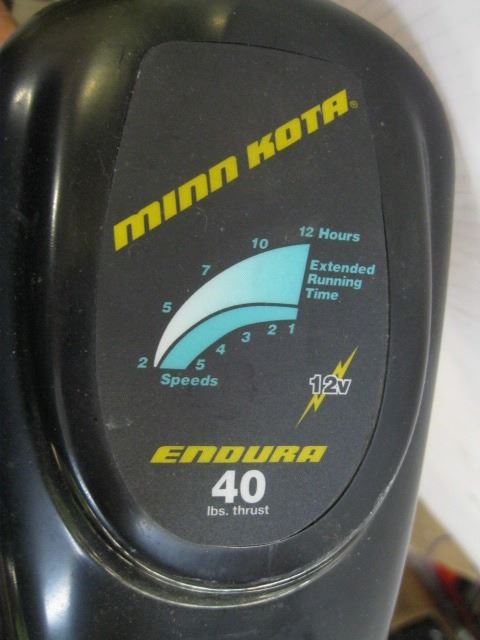 MINN KOTA®
12 Hours
10
7
5
2
Extended
Running
Time
5 4 3 2 1
Speeds
12v
ENDURA
40
lbs. thrust